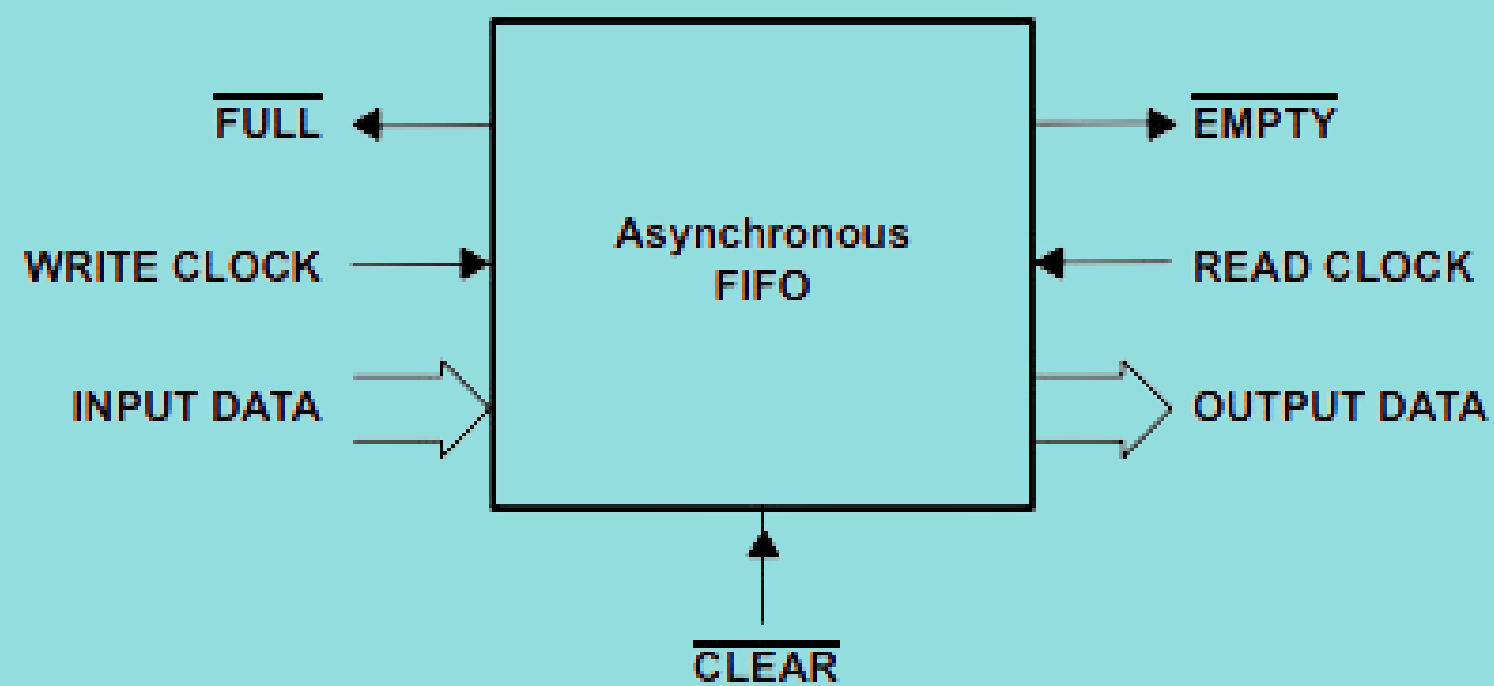 FULL
EMPTY
Asynchronous
FIFO
WRITE CLOCK
READ CLOCK
INPUT DATA
OUTPUT DATA
CLEAR